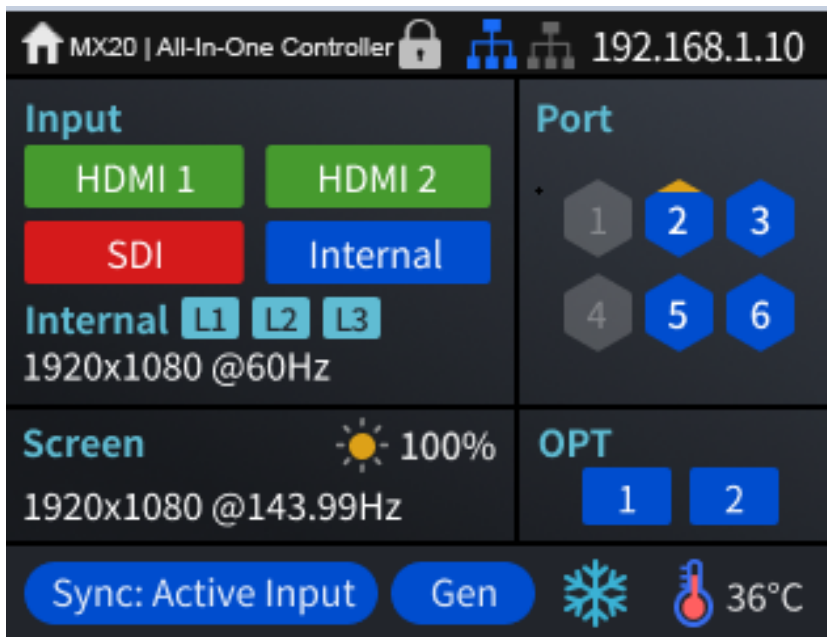 MX20 | All-In-One Controller 192.168.1.10
Input
HDMI 1 HDMI 2
SDI Internal
Internal L1 L2 L3
1920x1080 @60Hz
Port
1 2 3
4 5 6
Screen 100%
1920x1080 @143.99Hz
OPT
1 2
Sync: Active Input Gen 36°C